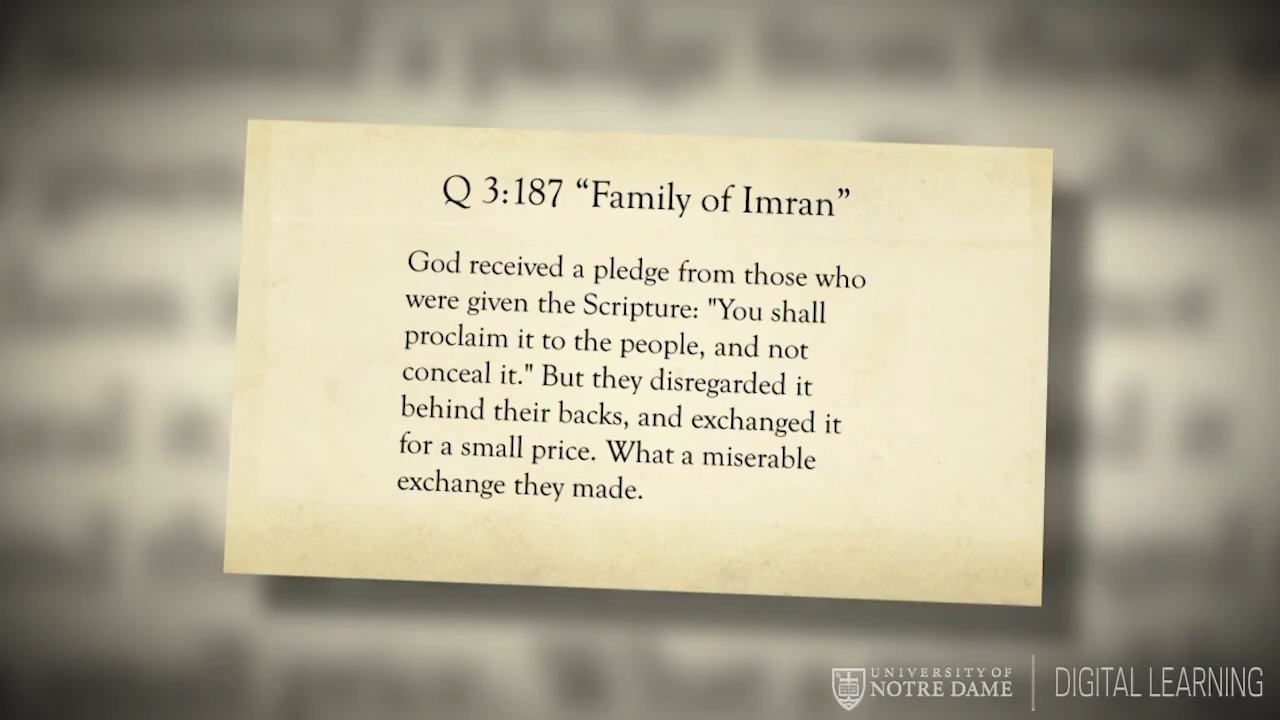 Q 3:187 “Family of Imran”
God received a pledge from those who
were given the Scripture: "You shall
proclaim it to the people, and not
conceal it." But they disregarded it
behind their backs, and exchanged it
for a small price. What a miserable
exchange they made.
UNIVERSITY OF
NOTRE DAME
DIGITAL LEARNING